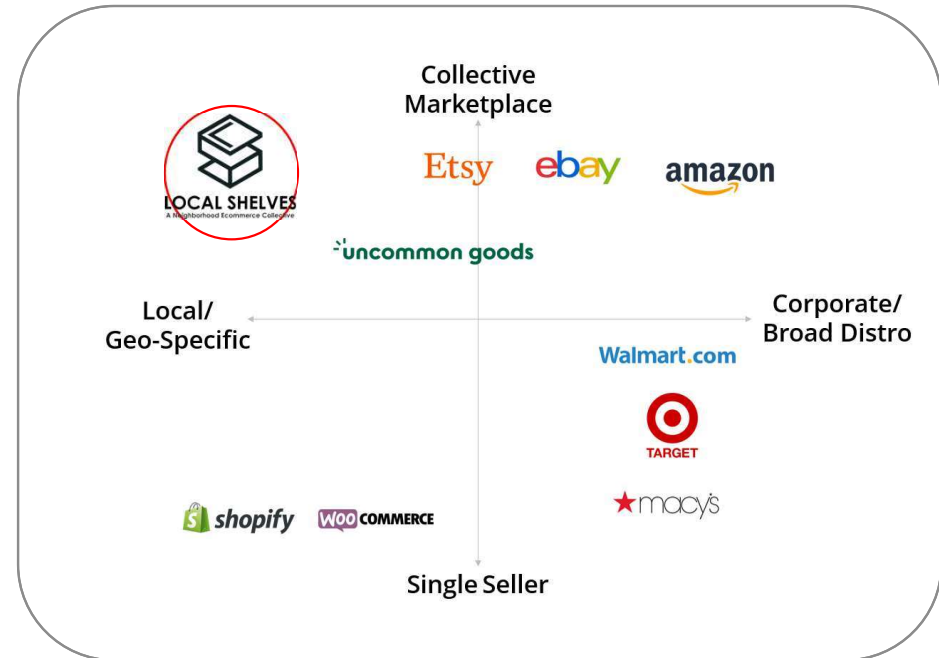 Collective
Marketplace
LOCAL SHELVES
A Neighborhood Ecommerce Collective
Etsy
ebay
amazon
uncommon goods
Local/
Geo-Specific
Corporate/
Broad Distro
Walmart.com
TARGET
macy's
shopify
WOO COMMERCE
Single Seller